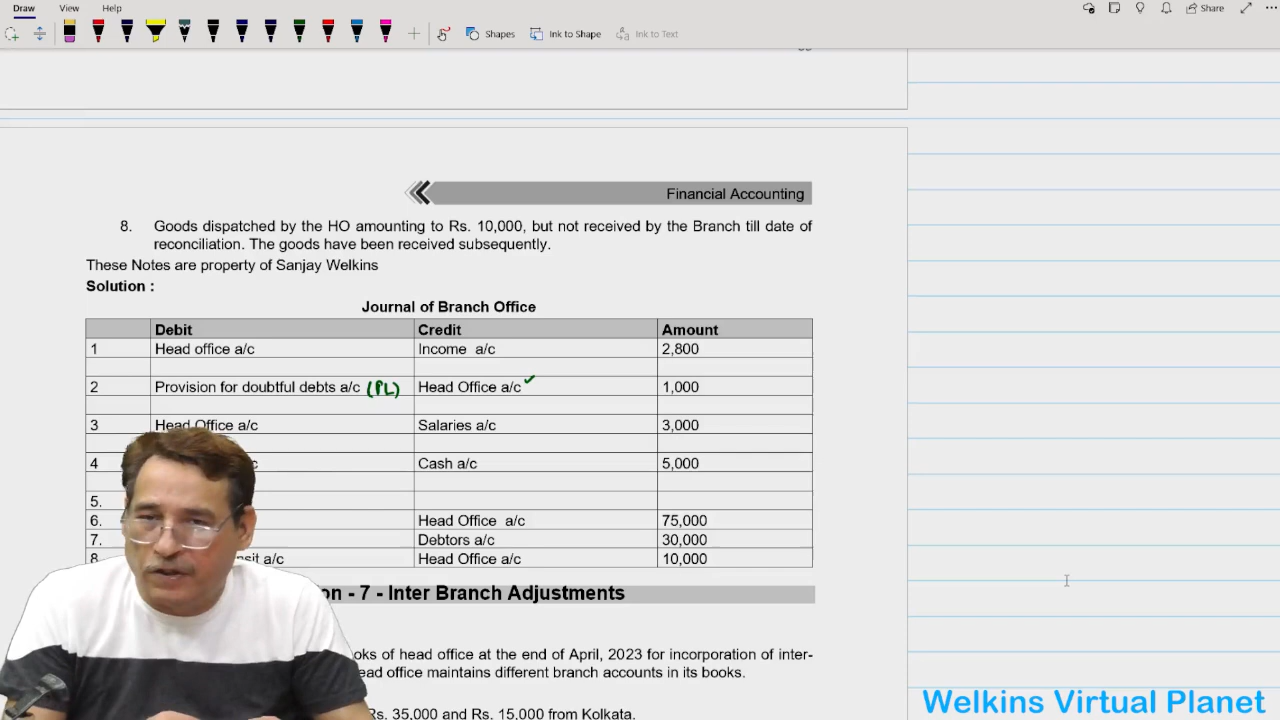 Draw View Help
Share
Shapes Ink to Shape Ink to Text
Financial Accounting
8. Goods dispatched by the HO amounting to Rs. 10,000, but not received by the Branch till date of
reconciliation. The goods have been received subsequently.
These Notes are property of Sanjay Welkins
Solution :
Journal of Branch Office
Debit Credit Amount
1 Head office a/c Income a/c 2,800
2 Provision for doubtful debts a/c (PL) Head Office a/c ✓ 1,000
3 Head Office a/c Salaries a/c 3,000
4 Cash a/c 5,000
5.
6. Head Office a/c 75,000
7. Debtors a/c 30,000
8 a/c Head Office a/c 10,000
- 7 - Inter Branch Adjustments
of head office at the end of April, 2023 for incorporation of inter-
office maintains different branch accounts in its books.
Rs. 35,000 and Rs. 15,000 from Kolkata.
Welkins Virtual Planet